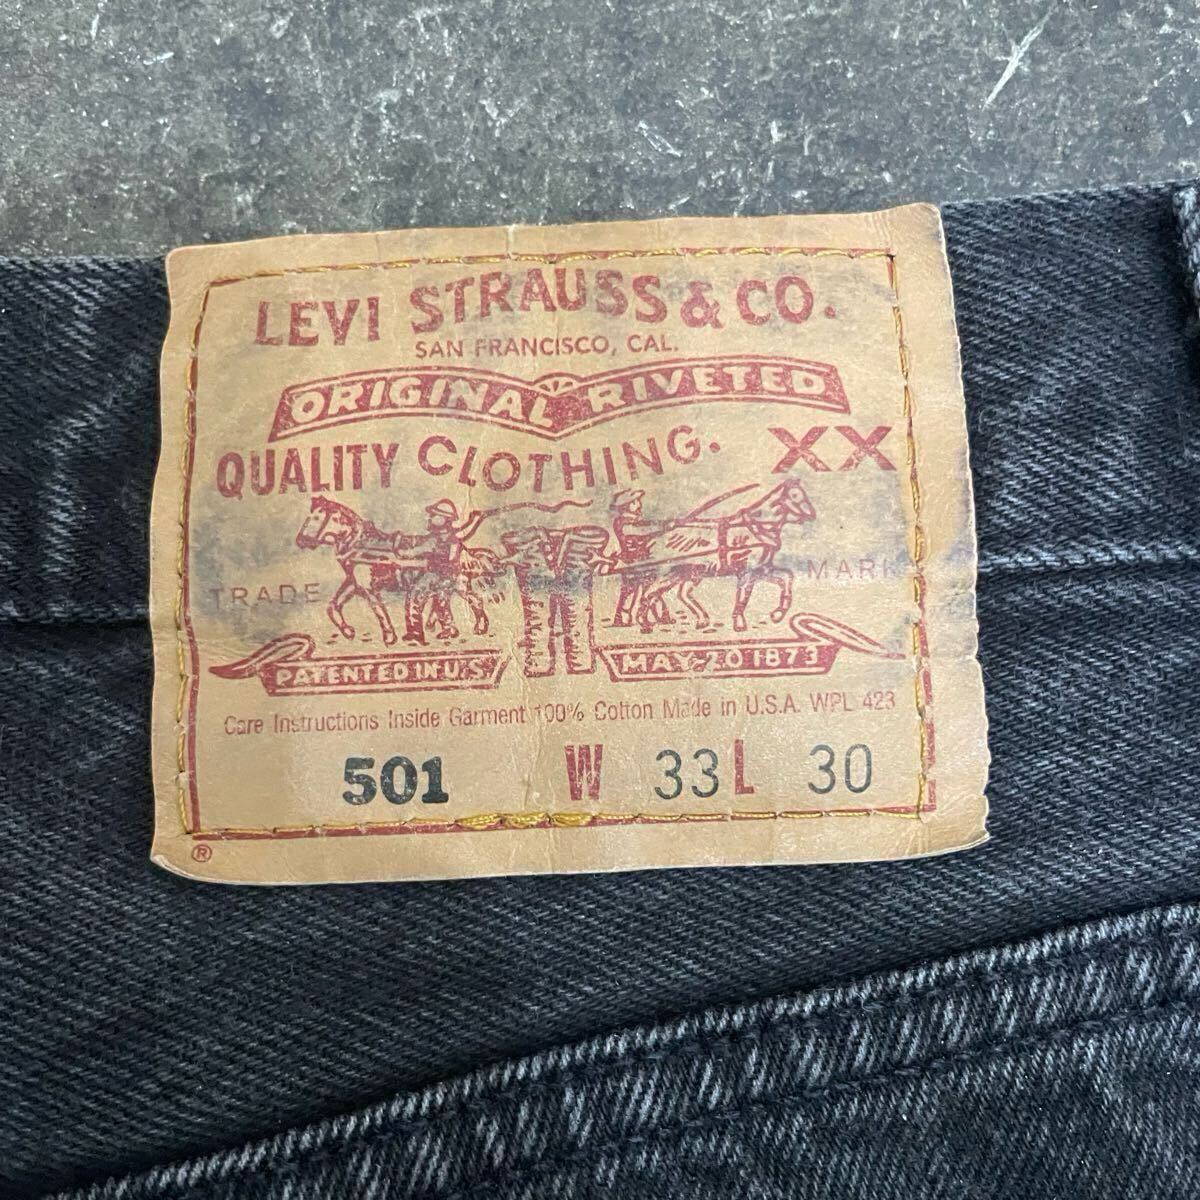 LEVI STRAUSS & CO.
SAN FRANCISCO, CAL.
ORIGINAL RIVETED
QUALITY CLOTHING. XX
TRADE MARK
PATENTED IN U.S. MAY 20 1873
Care Instructions Inside Garment 100% Cotton Made in U.S.A. WPL 423
501 W 33 L 30
®